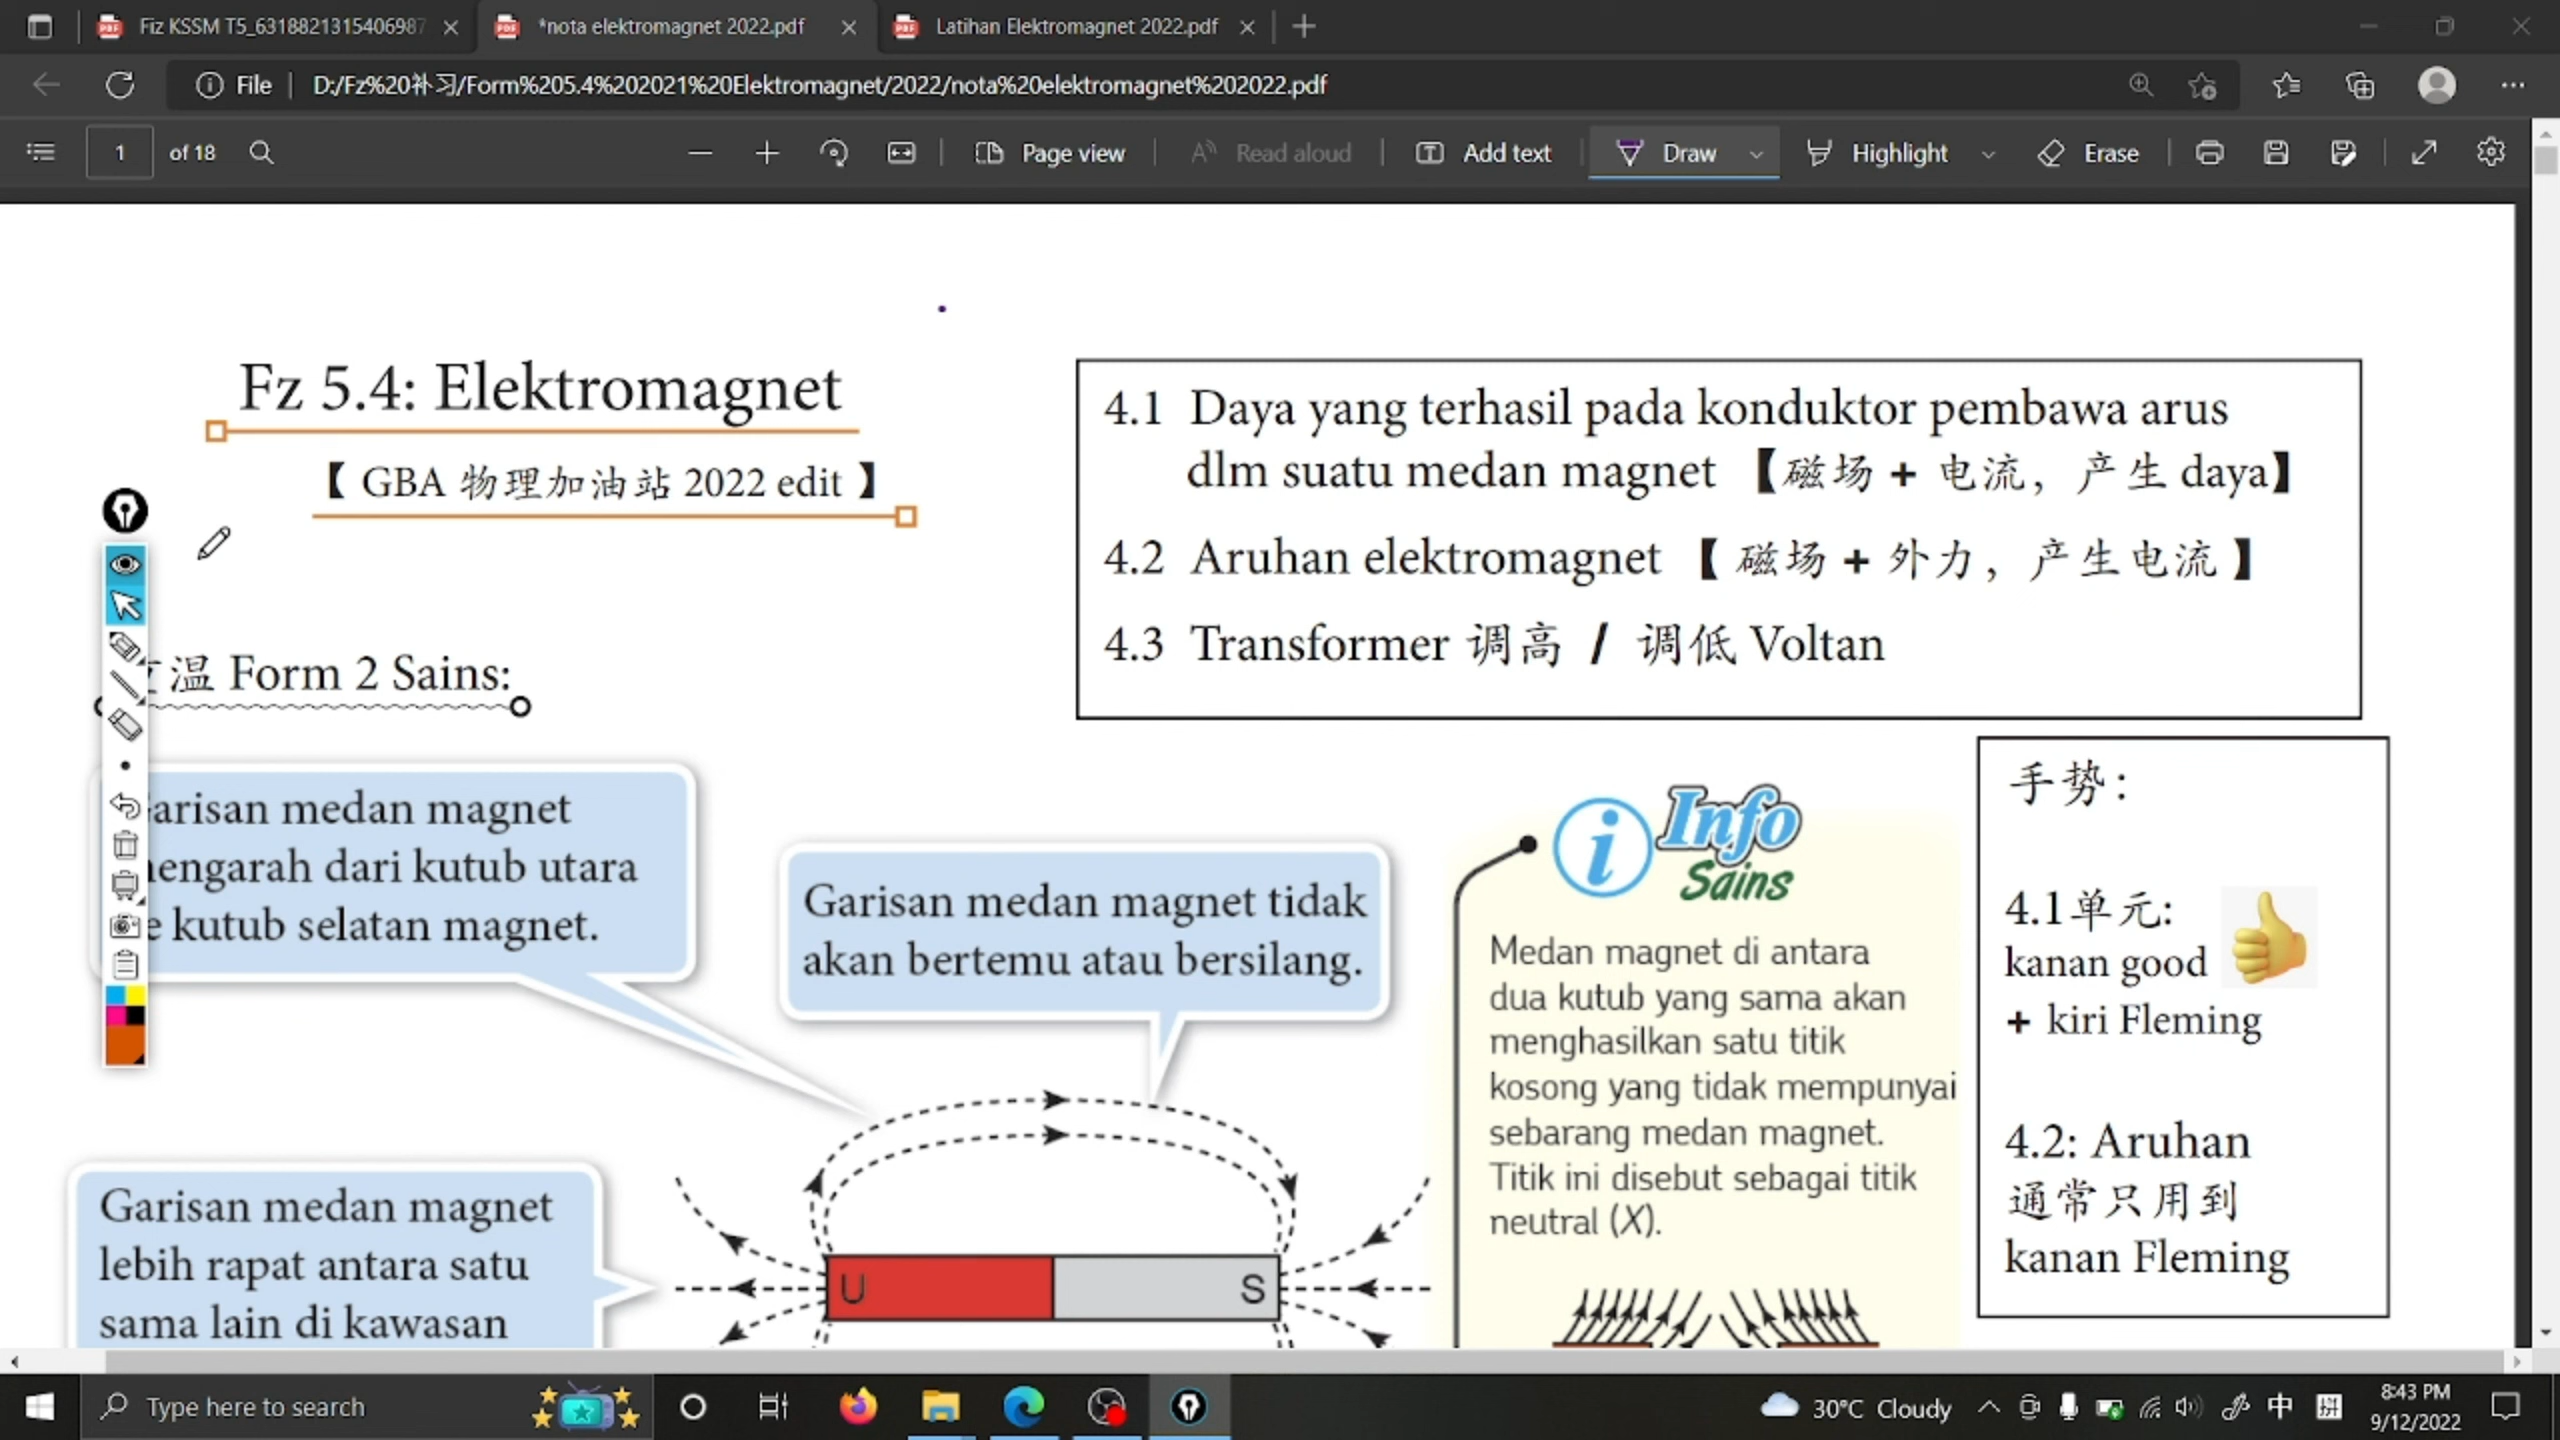 Fiz KSSM T5_6318821315406987
*nota elektromagnet 2022.pdf
Latihan Elektromagnet 2022.pdf
File
D:/Fz%20补习/Form%205.4%202021%20Elektromagnet/2022/nota%20elektromagnet%202022.pdf
1 of 18
Page view
Read aloud
Add text
Draw
Highlight
Erase
Fz 5.4: Elektromagnet
【 GBA 物理加油站 2022 edit 】
4.1 Daya yang terhasil pada konduktor pembawa arus
dlm suatu medan magnet 【磁场 + 电流，产生 daya】
4.2 Aruhan elektromagnet 【 磁场 + 外力，产生电流 】
4.3 Transformer 调高 / 调低 Voltan
温 Form 2 Sains:
arisan medan magnet
engarah dari kutub utara
e kutub selatan magnet.
Garisan medan magnet tidak
akan bertemu atau bersilang.
Garisan medan magnet
lebih rapat antara satu
sama lain di kawasan
U S
i Info
Sains
Medan magnet di antara
dua kutub yang sama akan
menghasilkan satu titik
kosong yang tidak mempunyai
sebarang medan magnet.
Titik ini disebut sebagai titik
neutral (X).
手势：
4.1单元:
kanan good
+ kiri Fleming
4.2: Aruhan
通常只用到
kanan Fleming
Type here to search
30°C Cloudy
中
拼
8:43 PM
9/12/2022